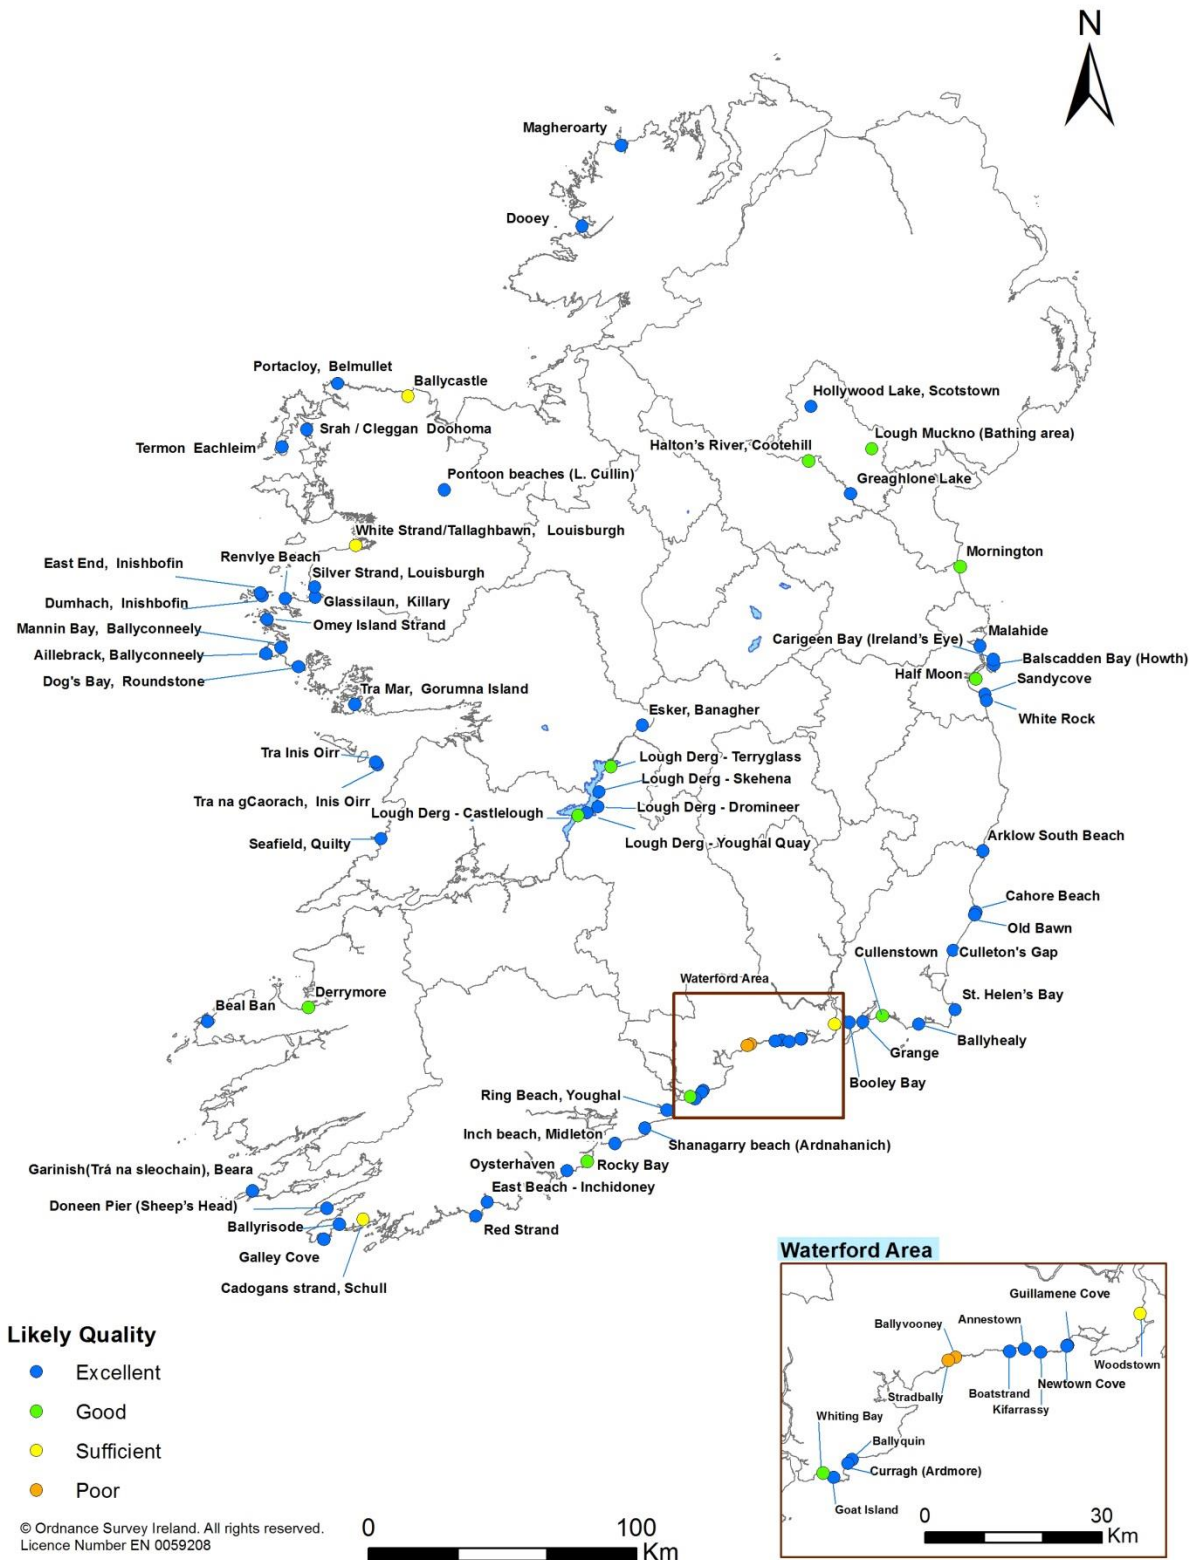 N
Magheroarty
Dooey
Portacloy, Belmullet
Ballycastle
Hollywood Lake, Scotstown
Srah / Cleggan Doohoma
Lough Muckno (Bathing area)
Termon Eachleim
Halton's River, Cootehill
Pontoon beaches (L. Cullin)
Greaghlone Lake
White Strand/Tallaghbawn, Louisburgh
Renvlye Beach
Mornington
East End, Inishbofin
Silver Strand, Louisburgh
Dumhach, Inishbofin
Glassilaun, Killary
Omey Island Strand
Mannin Bay, Ballyconneely
Malahide
Carigeen Bay (Ireland's Eye)
Aillebrack, Ballyconneely
Balscadden Bay (Howth)
Half Moon
Sandycove
Dog's Bay, Roundstone
Tra Mar, Gorumna Island
White Rock
Esker, Banagher
Tra Inis Oirr
Lough Derg - Terryglass
Lough Derg - Skehena
Tra na gCaorach, Inis Oirr
Lough Derg - Dromineer
Lough Derg - Castlelough
Seafield, Quilty
Lough Derg - Youghal Quay
Arklow South Beach
Cahore Beach
Old Bawn
Cullenstown
Culleton's Gap
Waterford Area
Derrymore
St. Helen's Bay
Beal Ban
Ballyhealy
Grange
Booley Bay
Ring Beach, Youghal
Inch beach, Midleton
Shanagarry beach (Ardnahanich)
Garinish(Trá na sleochain), Beara
Oysterhaven
Rocky Bay
East Beach - Inchidoney
Doneen Pier (Sheep's Head)
Ballyrisode
Red Strand
Galley Cove
Cadogans strand, Schull
Waterford Area
Guillamene Cove
Annestown
Ballyvooney
Woodstown
Newtown Cove
Stradbally
Boatstrand
Kifarrassy
Whiting Bay
Ballyquin
Curragh (Ardmore)
Goat Island
0 30
Km
Likely Quality
Excellent
Good
Sufficient
Poor
© Ordnance Survey Ireland. All rights reserved.
Licence Number EN 0059208
0 100
Km